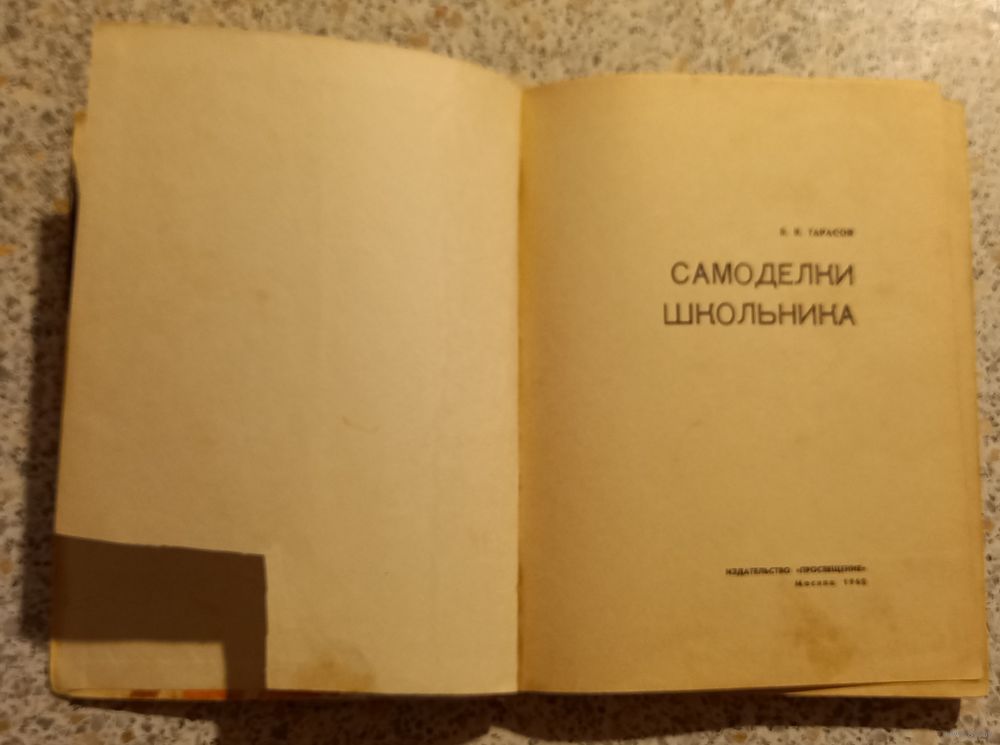 ТАРАСОВ
САМОДЕЛКИ
ШКОЛЬНИКА
ИЗДАТЕЛЬСТВО «ПРОСВЕЩЕНИЕ»
Москва